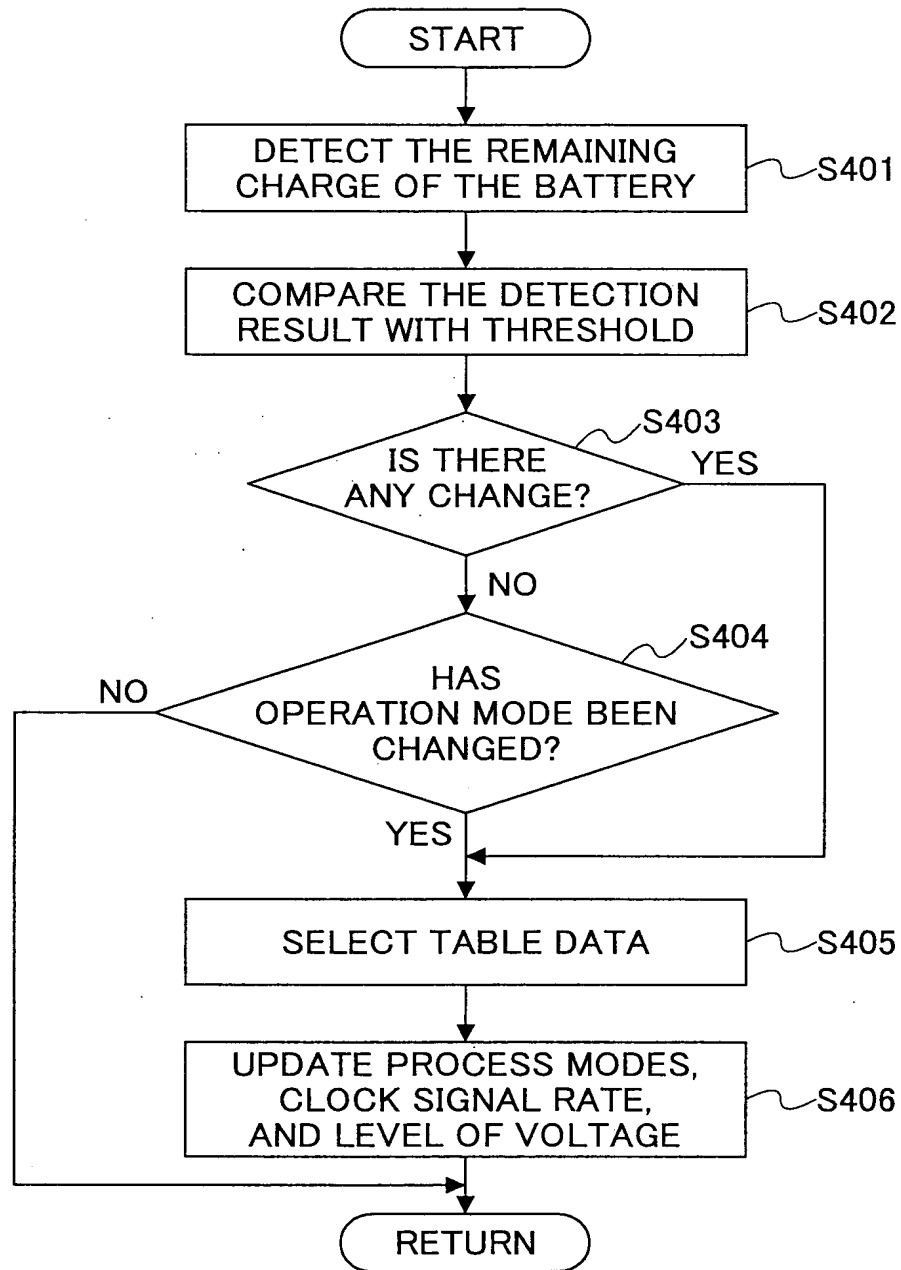 START
DETECT THE REMAINING
CHARGE OF THE BATTERY
S401
COMPARE THE DETECTION
RESULT WITH THRESHOLD
S402
S403
IS THERE
ANY CHANGE?
YES
NO
S404
NO
HAS
OPERATION MODE BEEN
CHANGED?
YES
SELECT TABLE DATA
S405
UPDATE PROCESS MODES,
CLOCK SIGNAL RATE,
AND LEVEL OF VOLTAGE
S406
RETURN